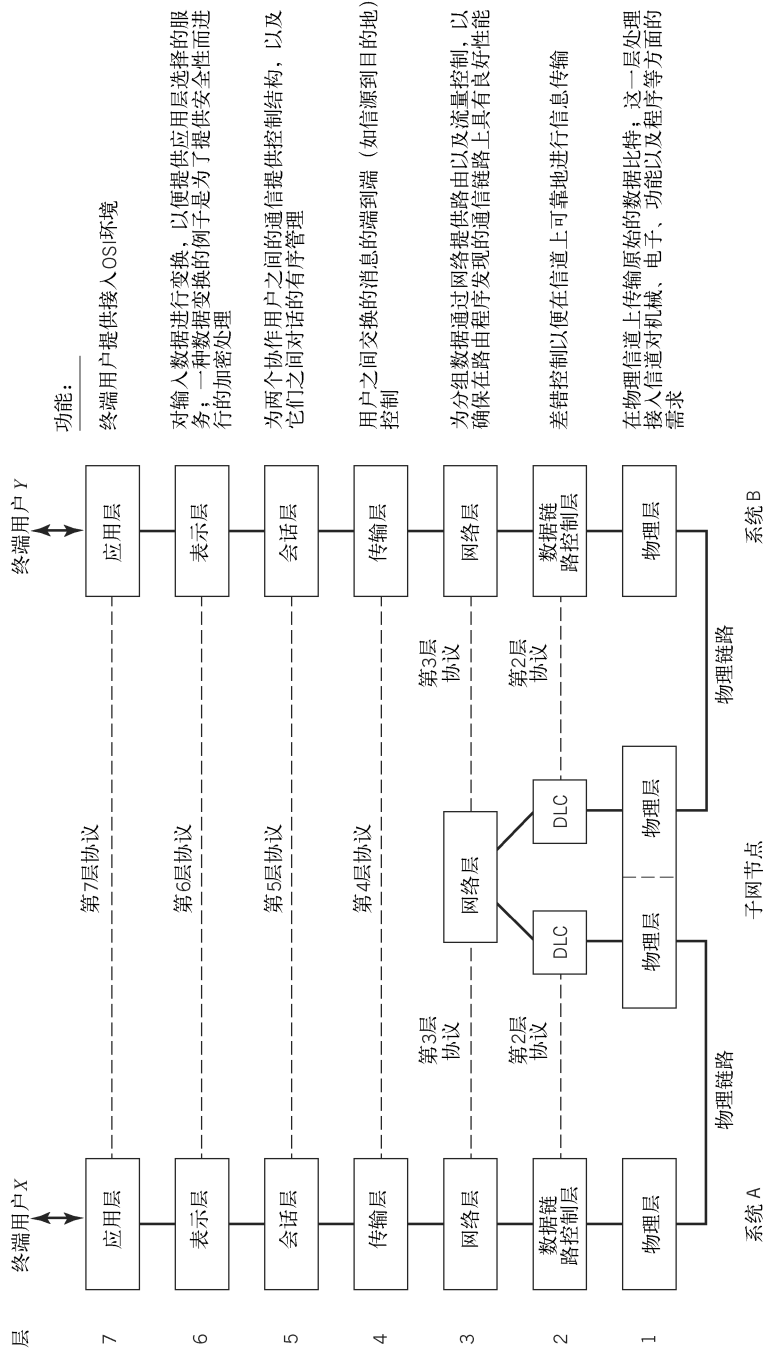 层
终端用户X
终端用户Y
功能：
7
应用层
第7层协议
应用层
终端用户提供接入OSI环境
6
表示层
第6层协议
表示层
对输入数据进行变换，以便提供应用层选择的服
务；一种数据变换的例子是为了提供安全性而进
行的加密处理
5
会话层
第5层协议
会话层
为两个协作用户之间的通信提供控制结构，以及
它们之间对话的有序管理
4
传输层
第4层协议
传输层
用户之间交换的消息的端到端（如信源到目的地）
控制
3
网络层
第3层
协议
网络层
第3层
协议
网络层
为分组数据通过网络提供路由以及流量控制，以
确保在路由程序发现的通信链路上具有良好性能
2
数据链
路控制层
第2层
协议
DLC
DLC
第2层
协议
数据链
路控制层
差错控制以便在信道上可靠地进行信息传输
1
物理层
物理层
物理层
物理层
在物理信道上传输原始的数据比特；这一层处理
接入信道对机械、电子、功能以及程序等方面的
需求
物理链路
物理链路
系统A
子网节点
系统B